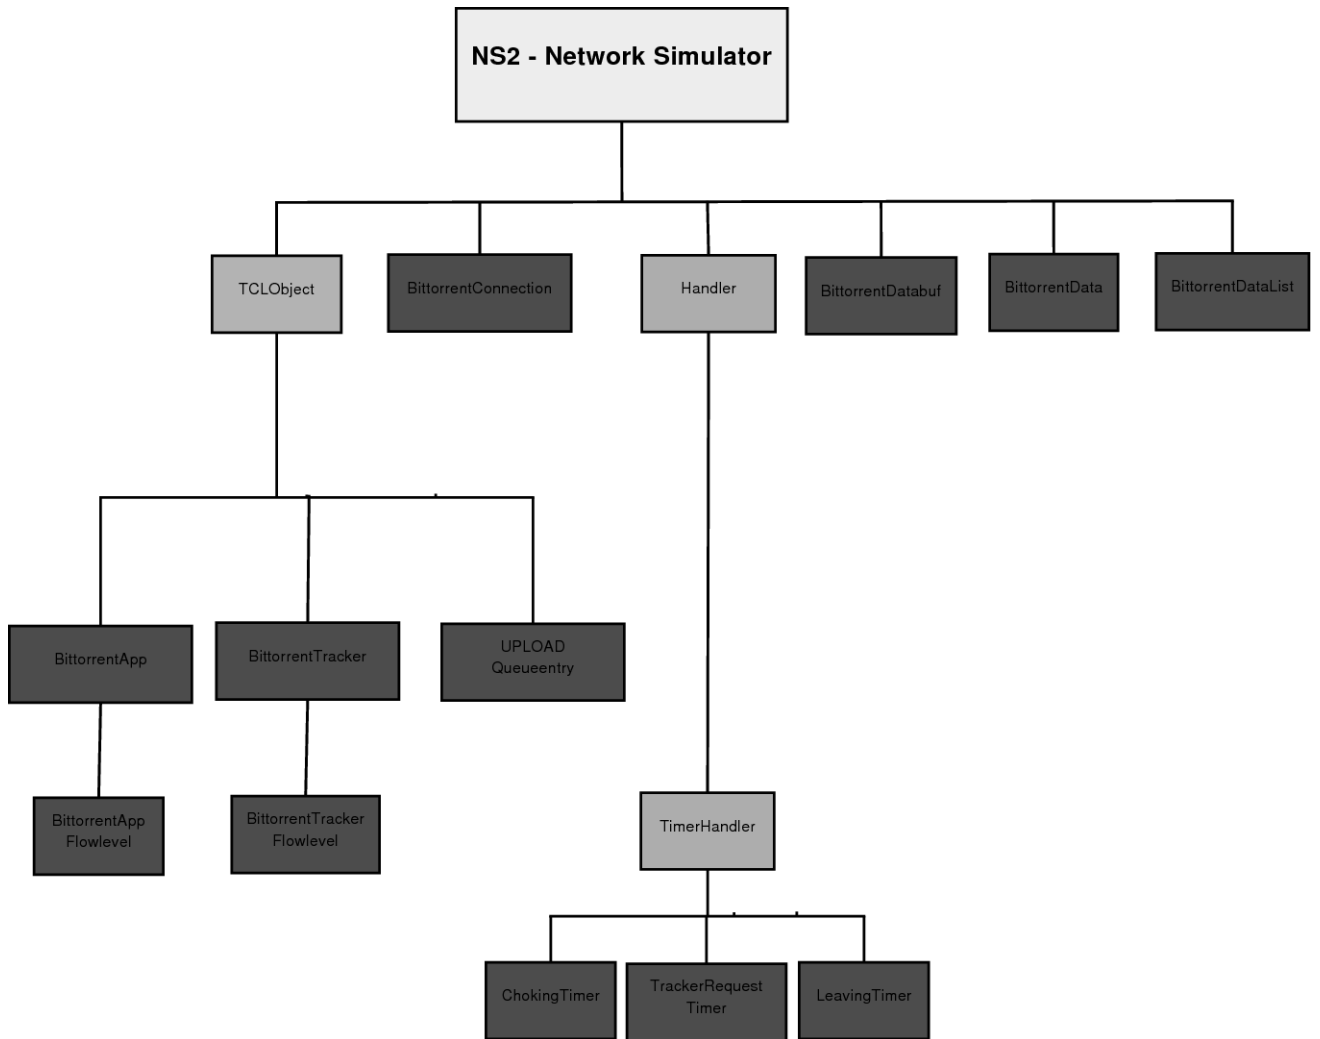 NS2 - Network Simulator
TCLObject
BittorrentConnection
Handler
BittorrentDatabuf
BittorrentData
BittorrentDataList
BittorrentApp
BittorrentTracker
UPLOAD
Queueentry
BittorrentApp
Flowlevel
BittorrentTracker
Flowlevel
TimerHandler
ChokingTimer
TrackerRequest
Timer
LeavingTimer